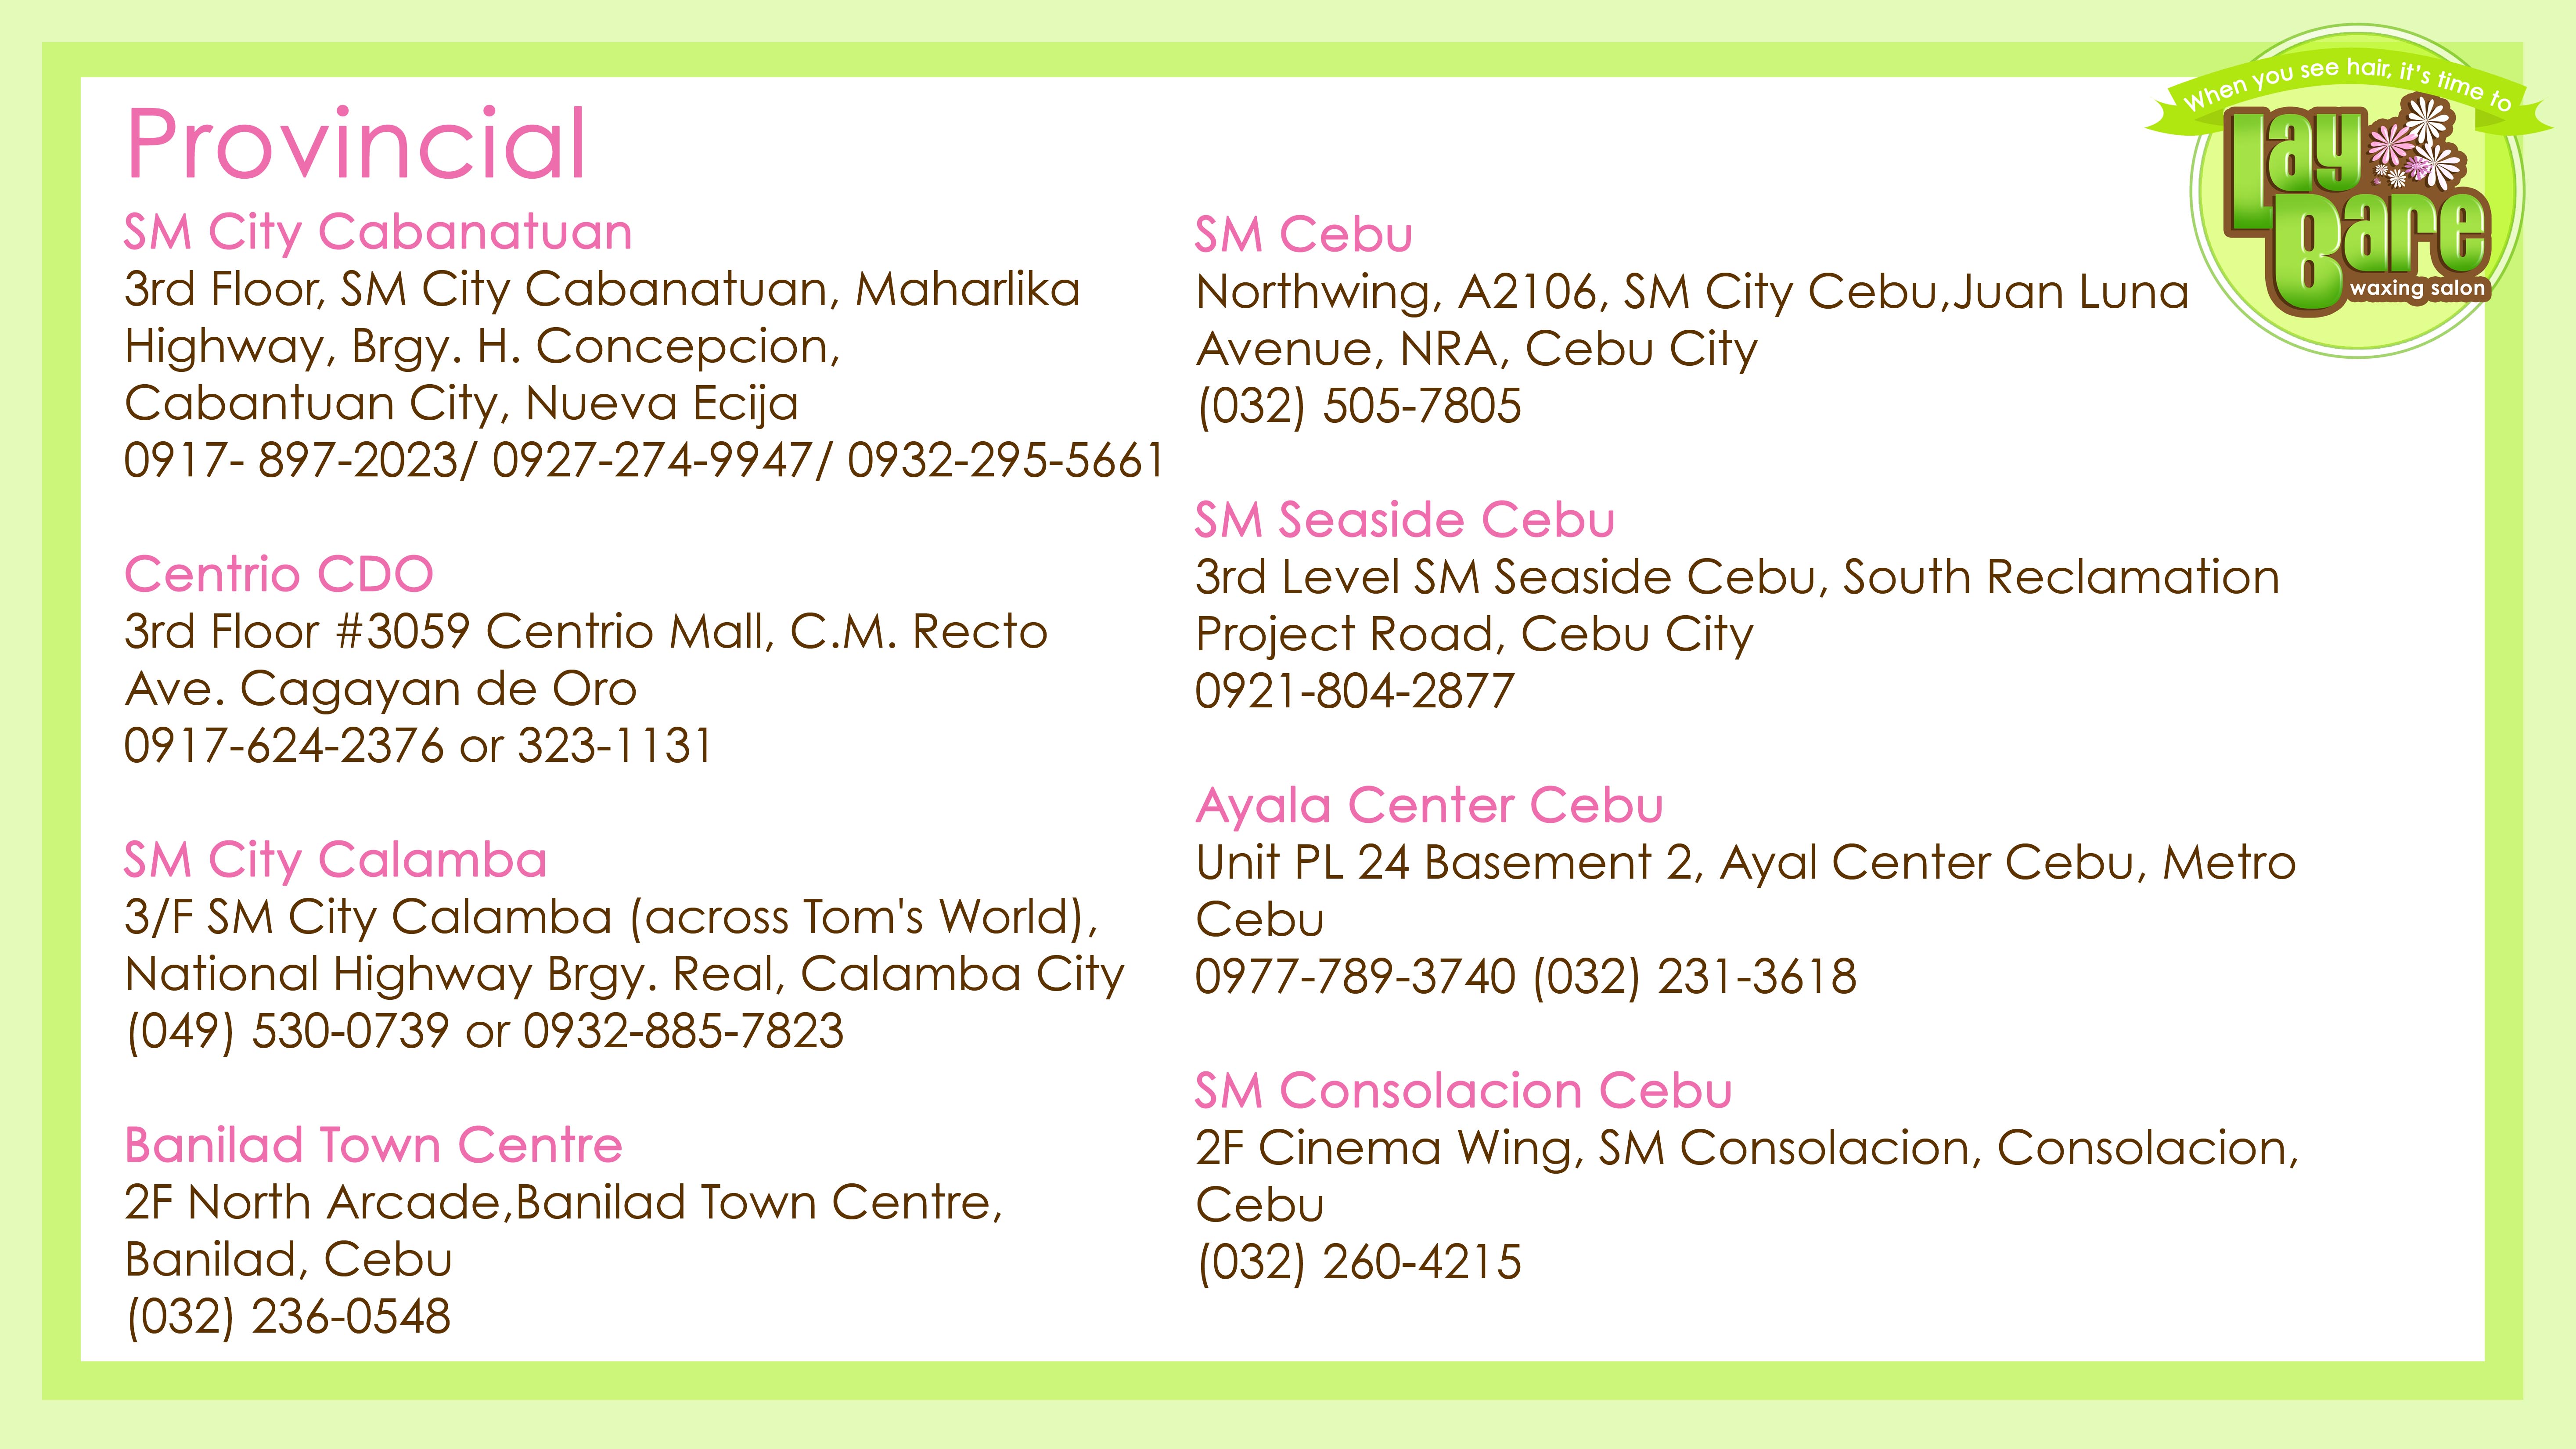 Provincial
SM City Cabanatuan
3rd Floor, SM City Cabanatuan, Maharlika
Highway, Brgy. H. Concepcion,
Cabantuan City, Nueva Ecija
0917- 897-2023/ 0927-274-9947/ 0932-295-5661
Centrio CDO
3rd Floor #3059 Centrio Mall, C.M. Recto
Ave. Cagayan de Oro
0917-624-2376 or 323-1131
SM City Calamba
3/F SM City Calamba (across Tom's World),
National Highway Brgy. Real, Calamba City
(049) 530-0739 or 0932-885-7823
Banilad Town Centre
2F North Arcade,Banilad Town Centre,
Banilad, Cebu
(032) 236-0548
SM Cebu
Northwing, A2106, SM City Cebu,Juan Luna
Avenue, NRA, Cebu City
(032) 505-7805
SM Seaside Cebu
3rd Level SM Seaside Cebu, South Reclamation
Project Road, Cebu City
0921-804-2877
Ayala Center Cebu
Unit PL 24 Basement 2, Ayal Center Cebu, Metro
Cebu
0977-789-3740 (032) 231-3618
SM Consolacion Cebu
2F Cinema Wing, SM Consolacion, Consolacion,
Cebu
(032) 260-4215
When you see hair, it's time to
Lay
Bare
waxing salon